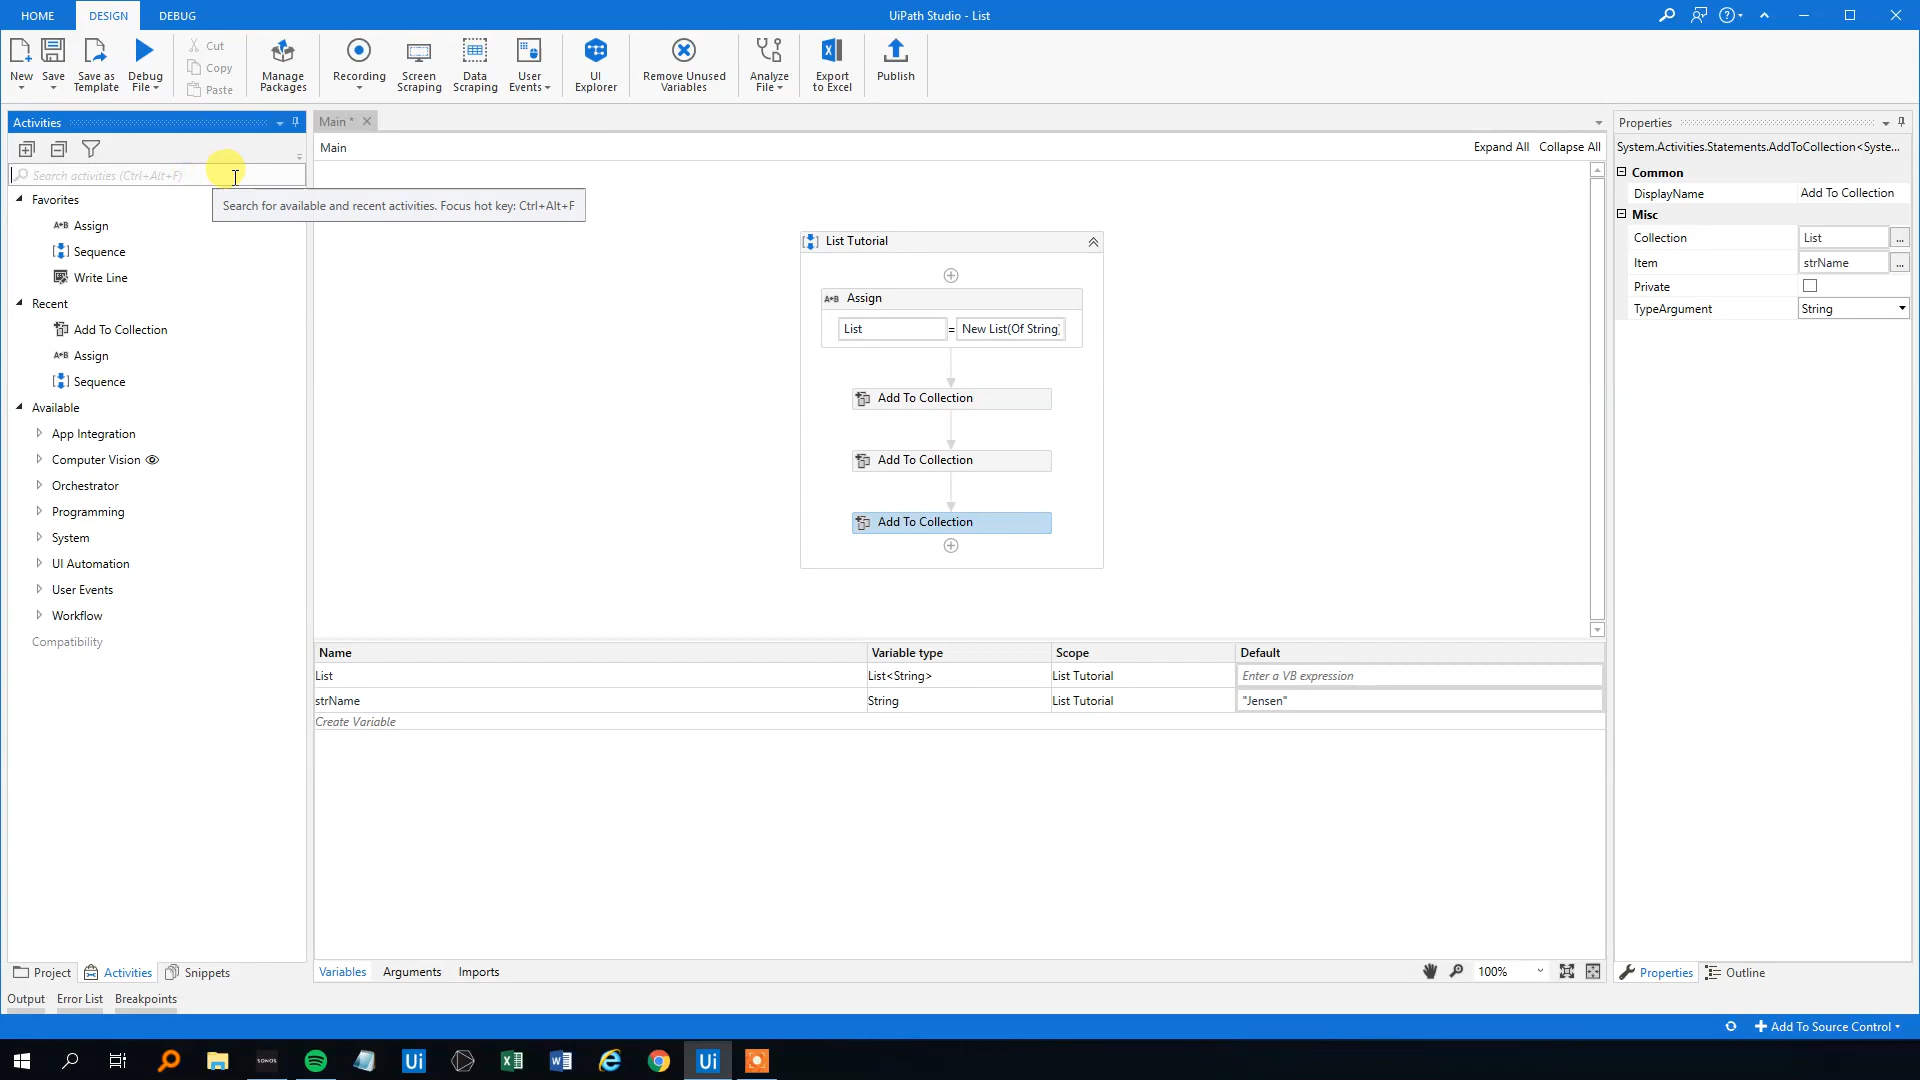 HOME DESIGN DEBUG UiPath Studio - List
New Save Save as Template Debug File Cut Copy Paste Manage Packages Recording Screen Scraping Data Scraping User Events UI Explorer Remove Unused Variables Analyze File Export to Excel Publish
Activities
Search activities (Ctrl+Alt+F)
Search for available and recent activities. Focus hot key: Ctrl+Alt+F
Favorites
A+B Assign
Sequence
Write Line
Recent
Add To Collection
A+B Assign
Sequence
Available
App Integration
Computer Vision
Orchestrator
Programming
System
UI Automation
User Events
Workflow
Compatibility
Project Activities Snippets
Main *
Main Expand All Collapse All
List Tutorial
A+B Assign
List = New List(Of String)
Add To Collection
Add To Collection
Add To Collection
Name Variable type Scope Default
List List<String> List Tutorial Enter a VB expression
strName String List Tutorial "Jensen"
Create Variable
Variables Arguments Imports 100%
Properties
System.Activities.Statements.AddToCollection<Syste...
Common
DisplayName Add To Collection
Misc
Collection List ...
Item strName ...
Private
TypeArgument String
Properties Outline
Output Error List Breakpoints
Add To Source Control
SONOS Ui Ui